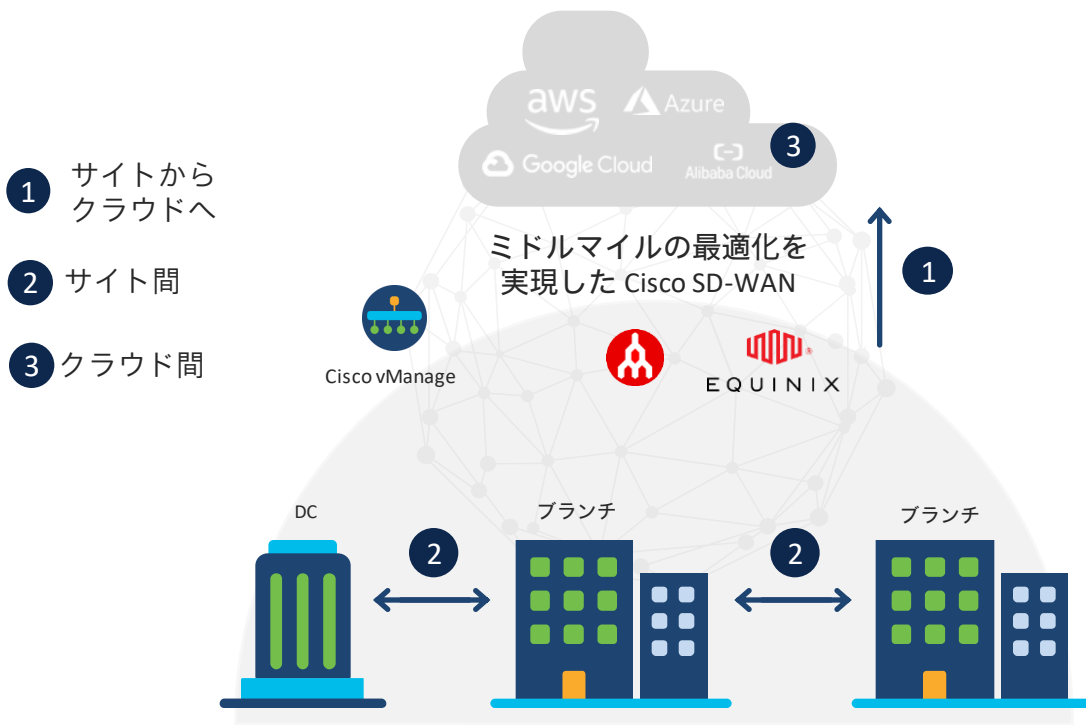 aws
Azure
Google Cloud
Alibaba Cloud
3
1 サイトから
クラウドへ
2 サイト間
3 クラウド間
ミドルマイルの最適化を
実現した Cisco SD-WAN
1
Cisco vManage
EQUINIX
DC
ブランチ
ブランチ
2
2